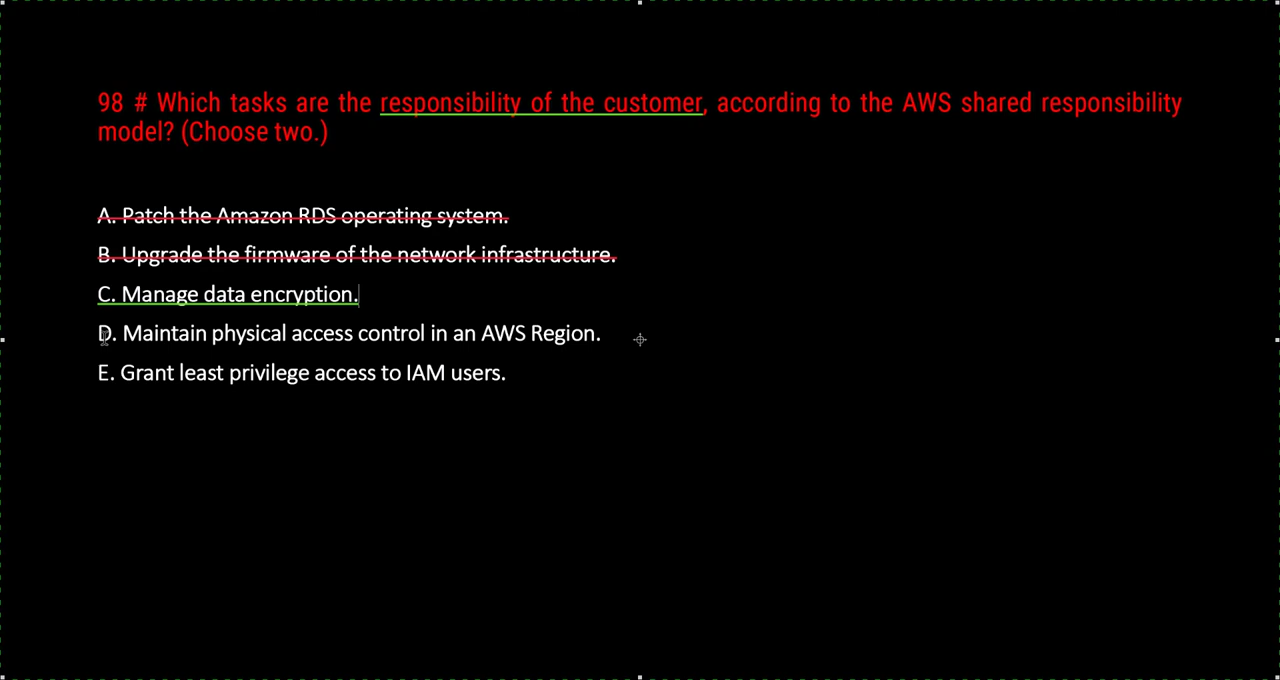 98 # Which tasks are the responsibility of the customer, according to the AWS shared responsibility
model? (Choose two.)
A. Patch the Amazon RDS operating system.
B. Upgrade the firmware of the network infrastructure.
C. Manage data encryption.
D. Maintain physical access control in an AWS Region.
E. Grant least privilege access to IAM users.